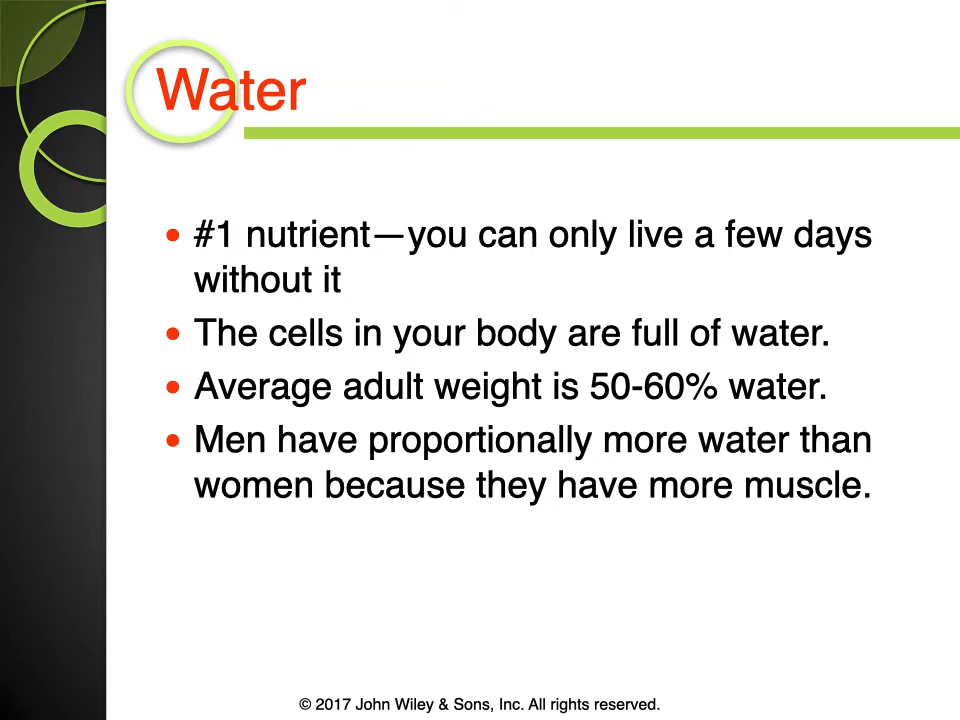 Water
• #1 nutrient—you can only live a few days
without it
• The cells in your body are full of water.
• Average adult weight is 50-60% water.
• Men have proportionally more water than
women because they have more muscle.
© 2017 John Wiley & Sons, Inc. All rights reserved.